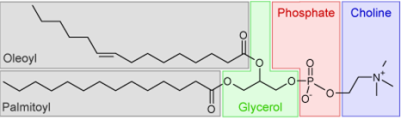 Phosphate Choline
Oleoyl
O
O
O O P O N+
O O-
Palmitoyl Glycerol